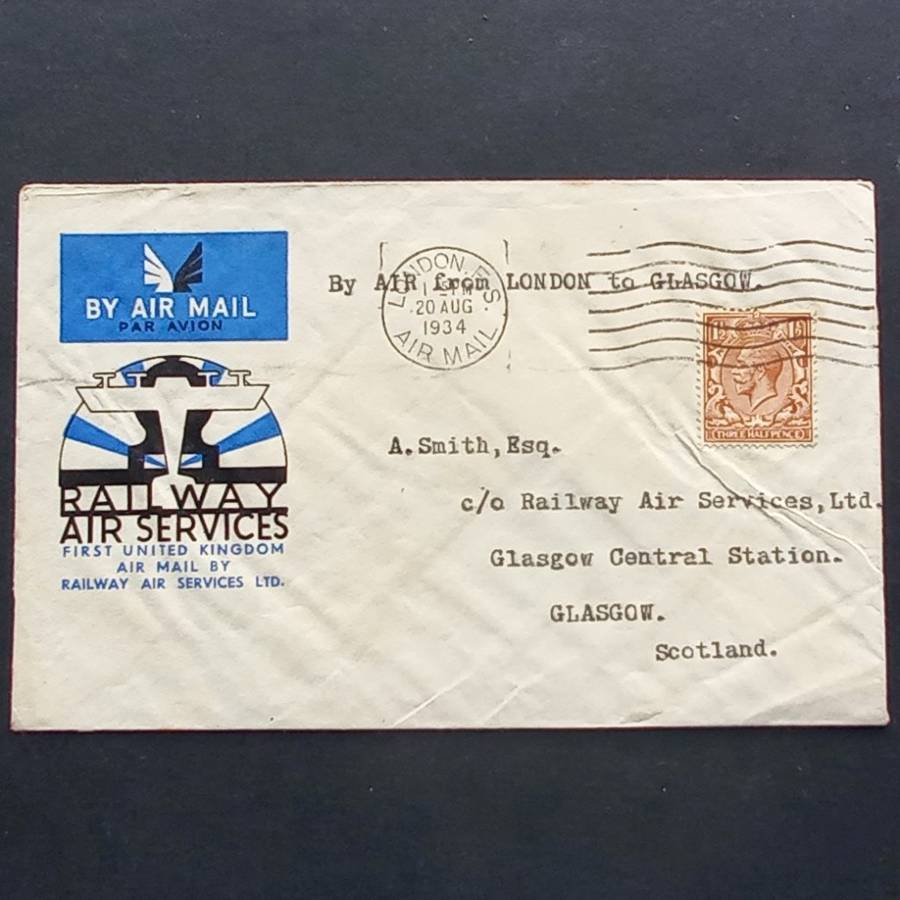 BY AIR MAIL
PAR AVION
By AIR from LONDON to GLASGOW.
LONDON F.S.
20 AUG
1934
AIR MAIL
THREE HALFPENCE
RAILWAY
AIR SERVICES
FIRST UNITED KINGDOM
AIR MAIL BY
RAILWAY AIR SERVICES LTD.
A.Smith,Esq.
c/o Railway Air Services,Ltd.
Glasgow Central Station.
GLASGOW.
Scotland.